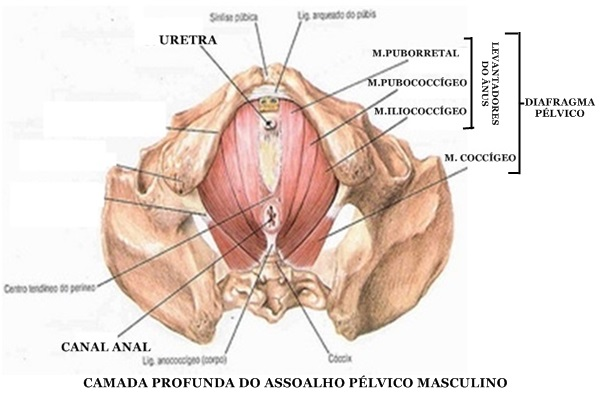 Sínfise púbica
Lig. arqueado do púbis
URETRA
M.PUBORRETAL
M.PUBOCOCCÍGEO
M.ILIOCOCCÍGEO
LEVANTADORES
DO ÂNUS
DIAFRAGMA
PÉLVICO
M. COCCÍGEO
Centro tendíneo do períneo
CANAL ANAL
Lig. anococcígeo (corpo)
Cóccix
CAMADA PROFUNDA DO ASSOALHO PÉLVICO MASCULINO